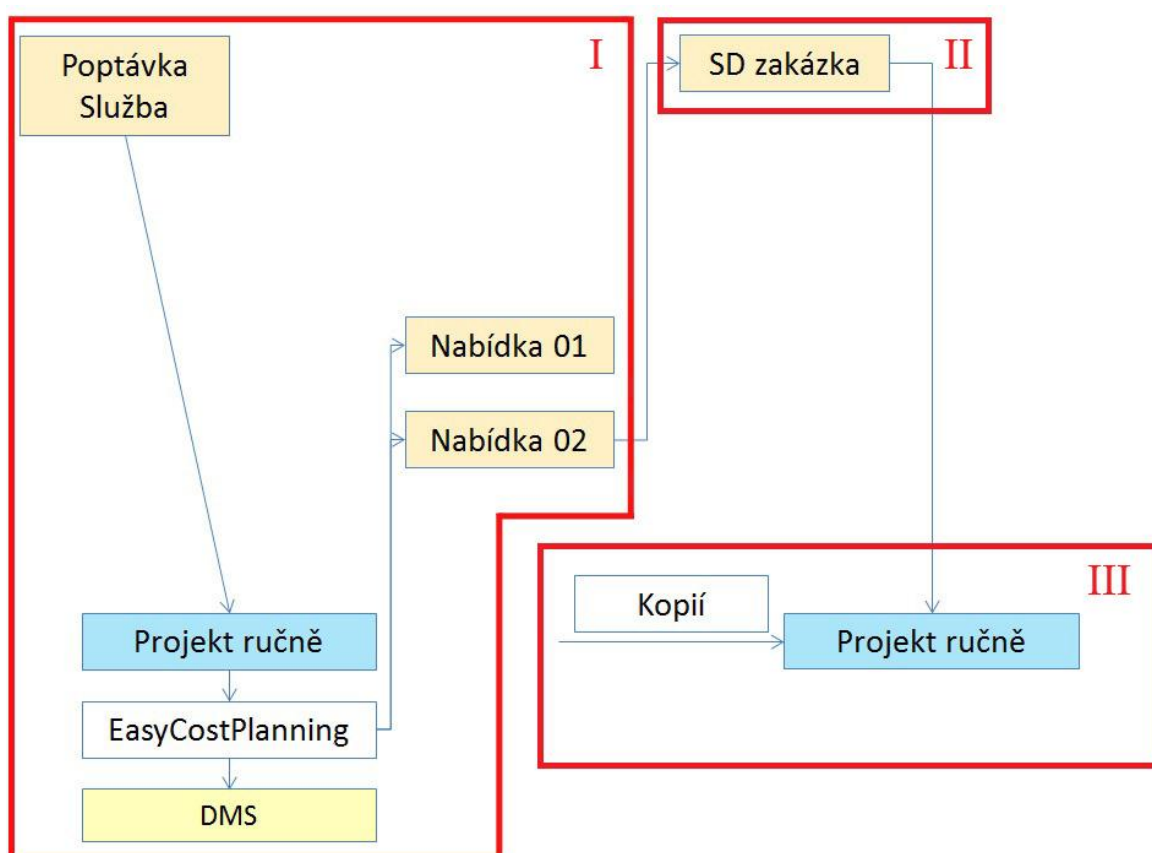 Poptávka
Služba
I
SD zakázka
II
Nabídka 01
Nabídka 02
Kopií
III
Projekt ručně
Projekt ručně
EasyCostPlanning
DMS